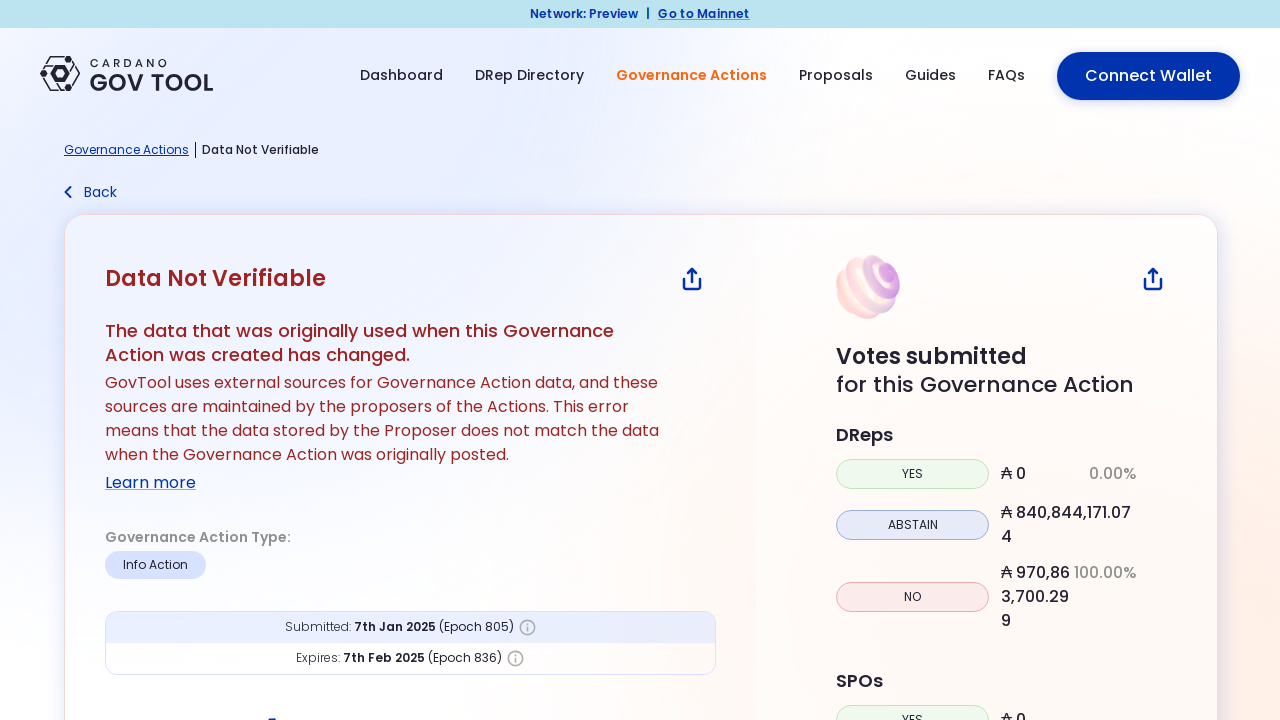 Network: Preview | Go to Mainnet
CARDANO
GOV TOOL
Dashboard
DRep Directory
Governance Actions
Proposals
Guides
FAQs
Connect Wallet
Governance Actions | Data Not Verifiable
Back
Data Not Verifiable
The data that was originally used when this Governance
Action was created has changed.
GovTool uses external sources for Governance Action data, and these
sources are maintained by the proposers of the Actions. This error
means that the data stored by the Proposer does not match the data
when the Governance Action was originally posted.
Learn more
Governance Action Type:
Info Action
Submitted: 7th Jan 2025 (Epoch 805)
Expires: 7th Feb 2025 (Epoch 836)
Votes submitted
for this Governance Action
DReps
YES
₳ 0
0.00%
ABSTAIN
₳ 840,844,171.07
4
NO
₳ 970,86
3,700.29
9
100.00%
SPOs
YES
₳ 0